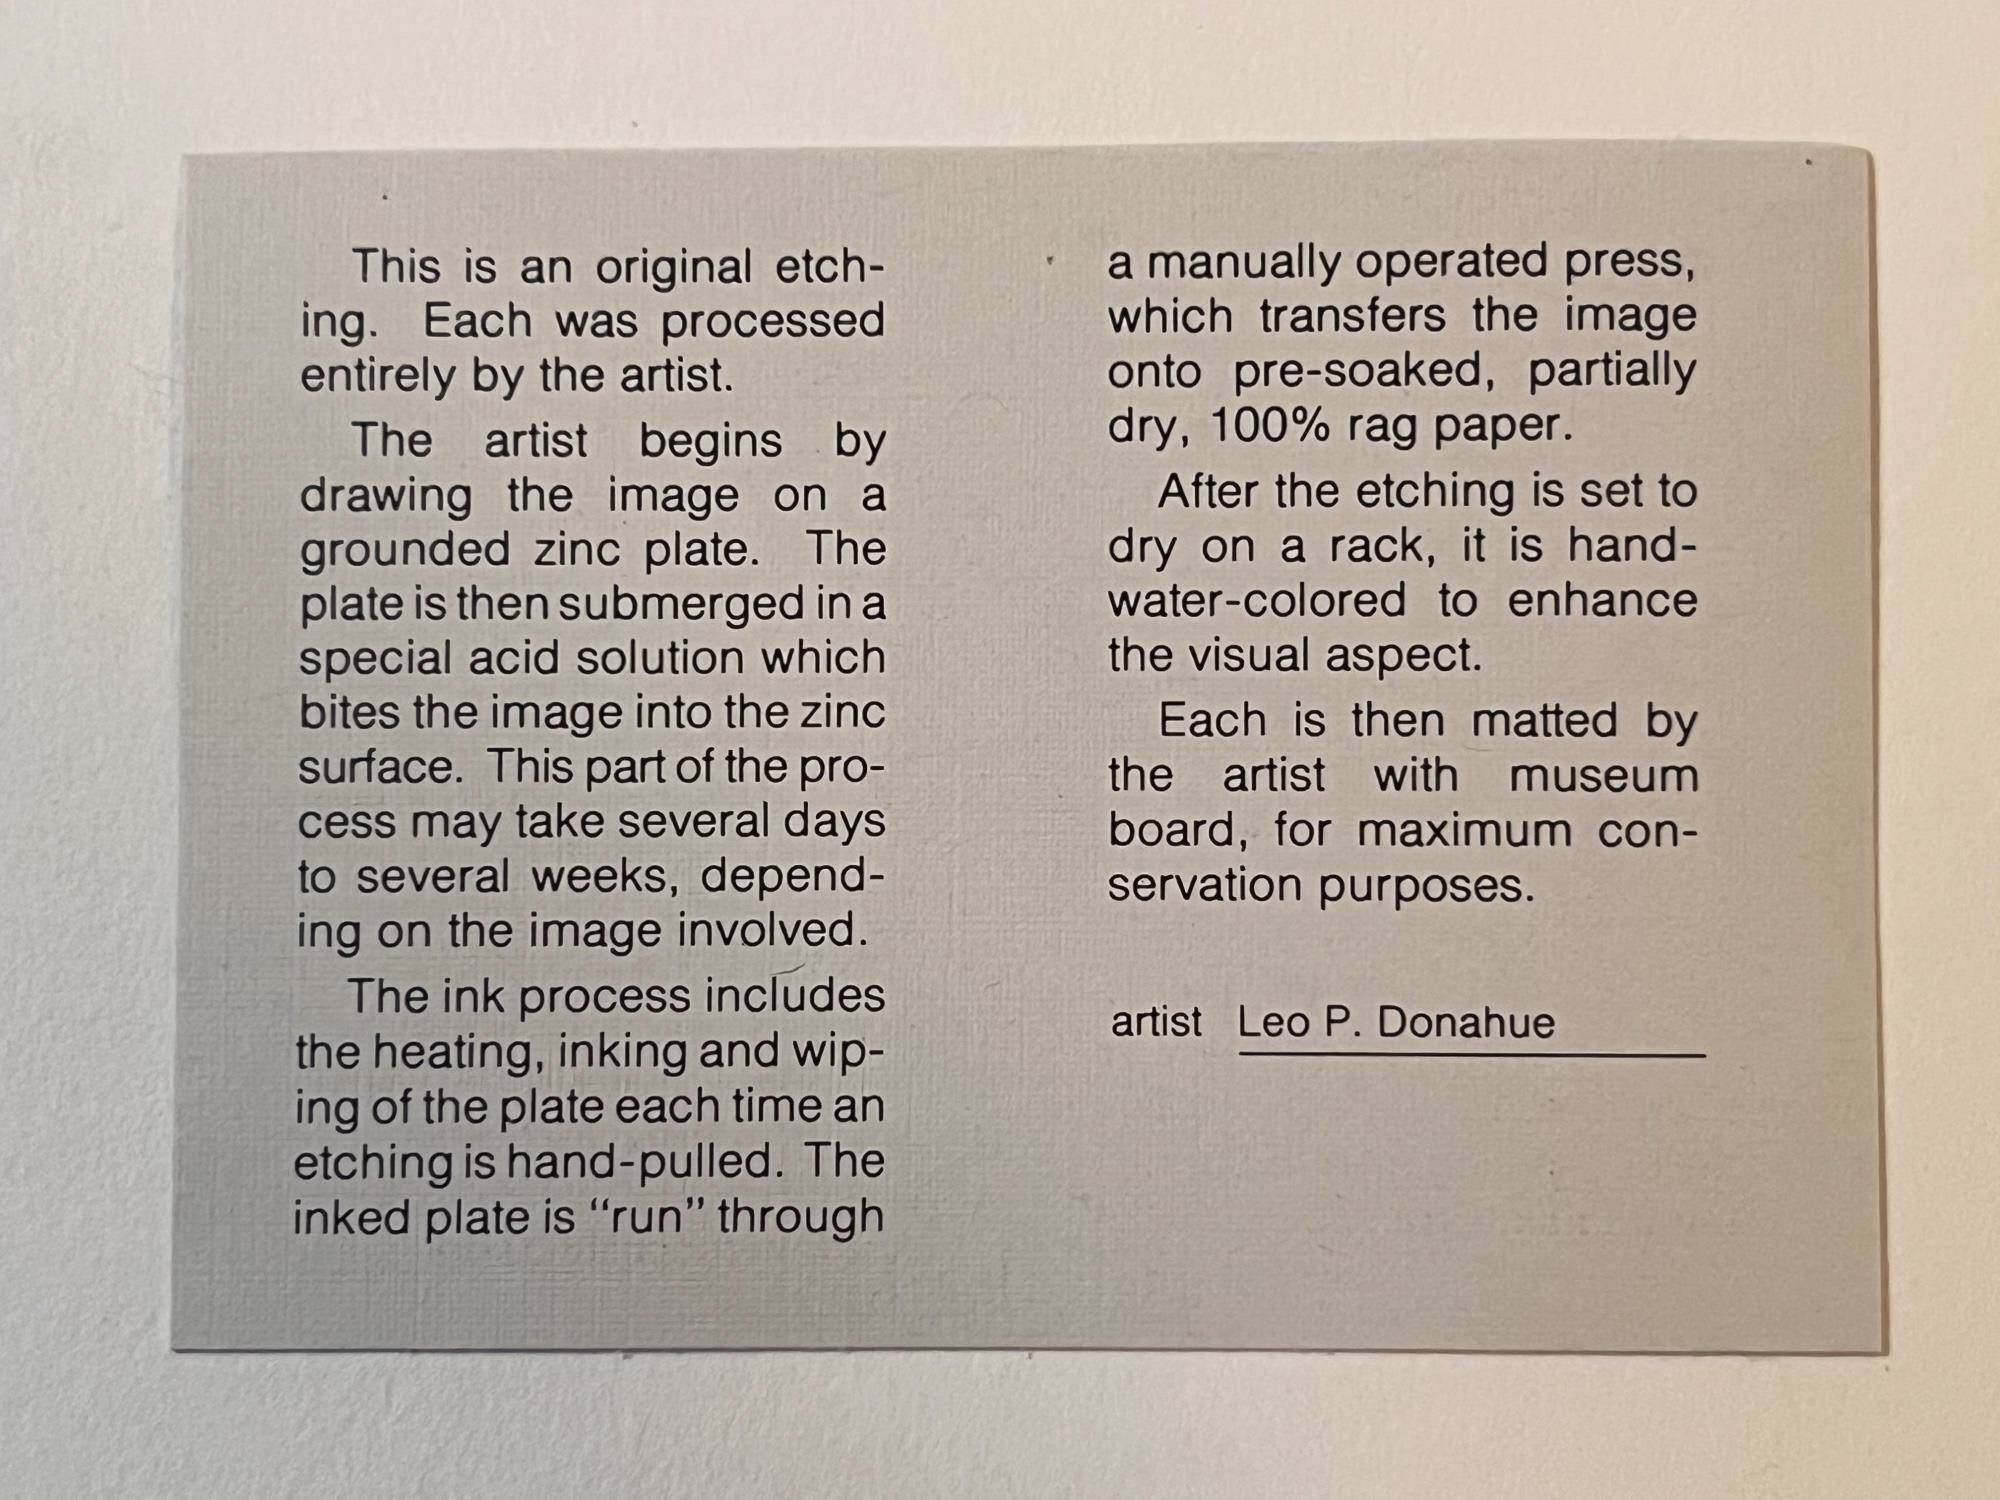 This is an original etch-
ing. Each was processed
entirely by the artist.
The artist begins by
drawing the image on a
grounded zinc plate. The
plate is then submerged in a
special acid solution which
bites the image into the zinc
surface. This part of the pro-
cess may take several days
to several weeks, depend-
ing on the image involved.
The ink process includes
the heating, inking and wip-
ing of the plate each time an
etching is hand-pulled. The
inked plate is “run” through
a manually operated press,
which transfers the image
onto pre-soaked, partially
dry, 100% rag paper.
After the etching is set to
dry on a rack, it is hand-
water-colored to enhance
the visual aspect.
Each is then matted by
the artist with museum
board, for maximum con-
servation purposes.
artist Leo P. Donahue